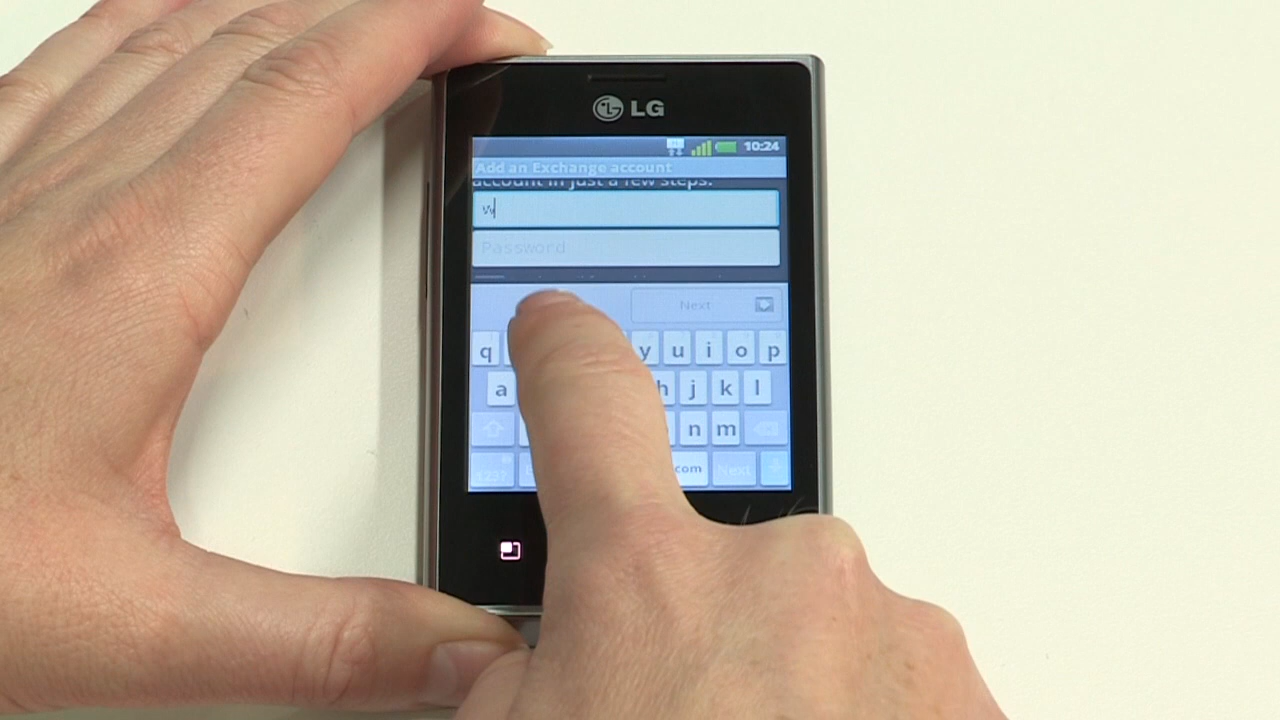 LG
10:24
Add an Exchange account
account in just a few steps.
w
Password
Next
q y u i o p
a h j k l
n m
.com Next